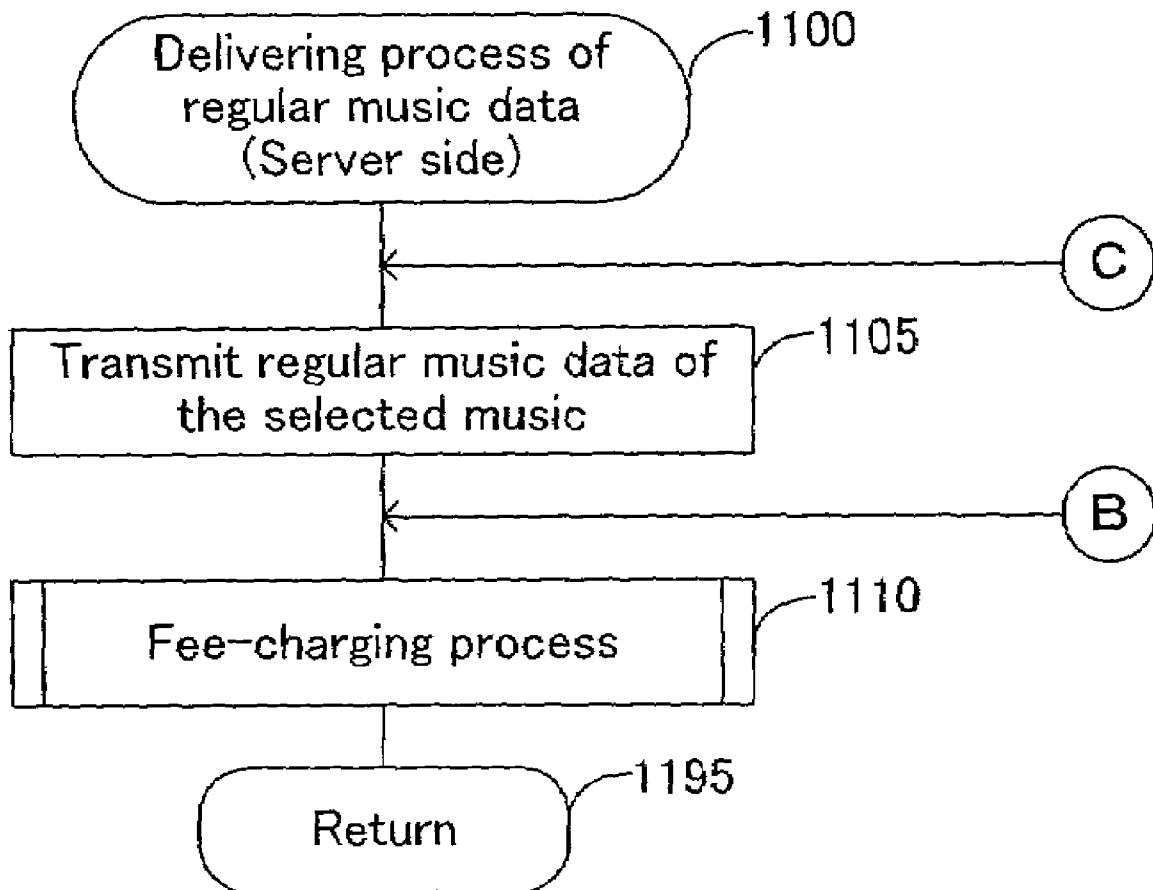 Delivering process of
regular music data
(Server side)
1100
C
Transmit regular music data of
the selected music
1105
B
Fee-charging process
1110
Return
1195